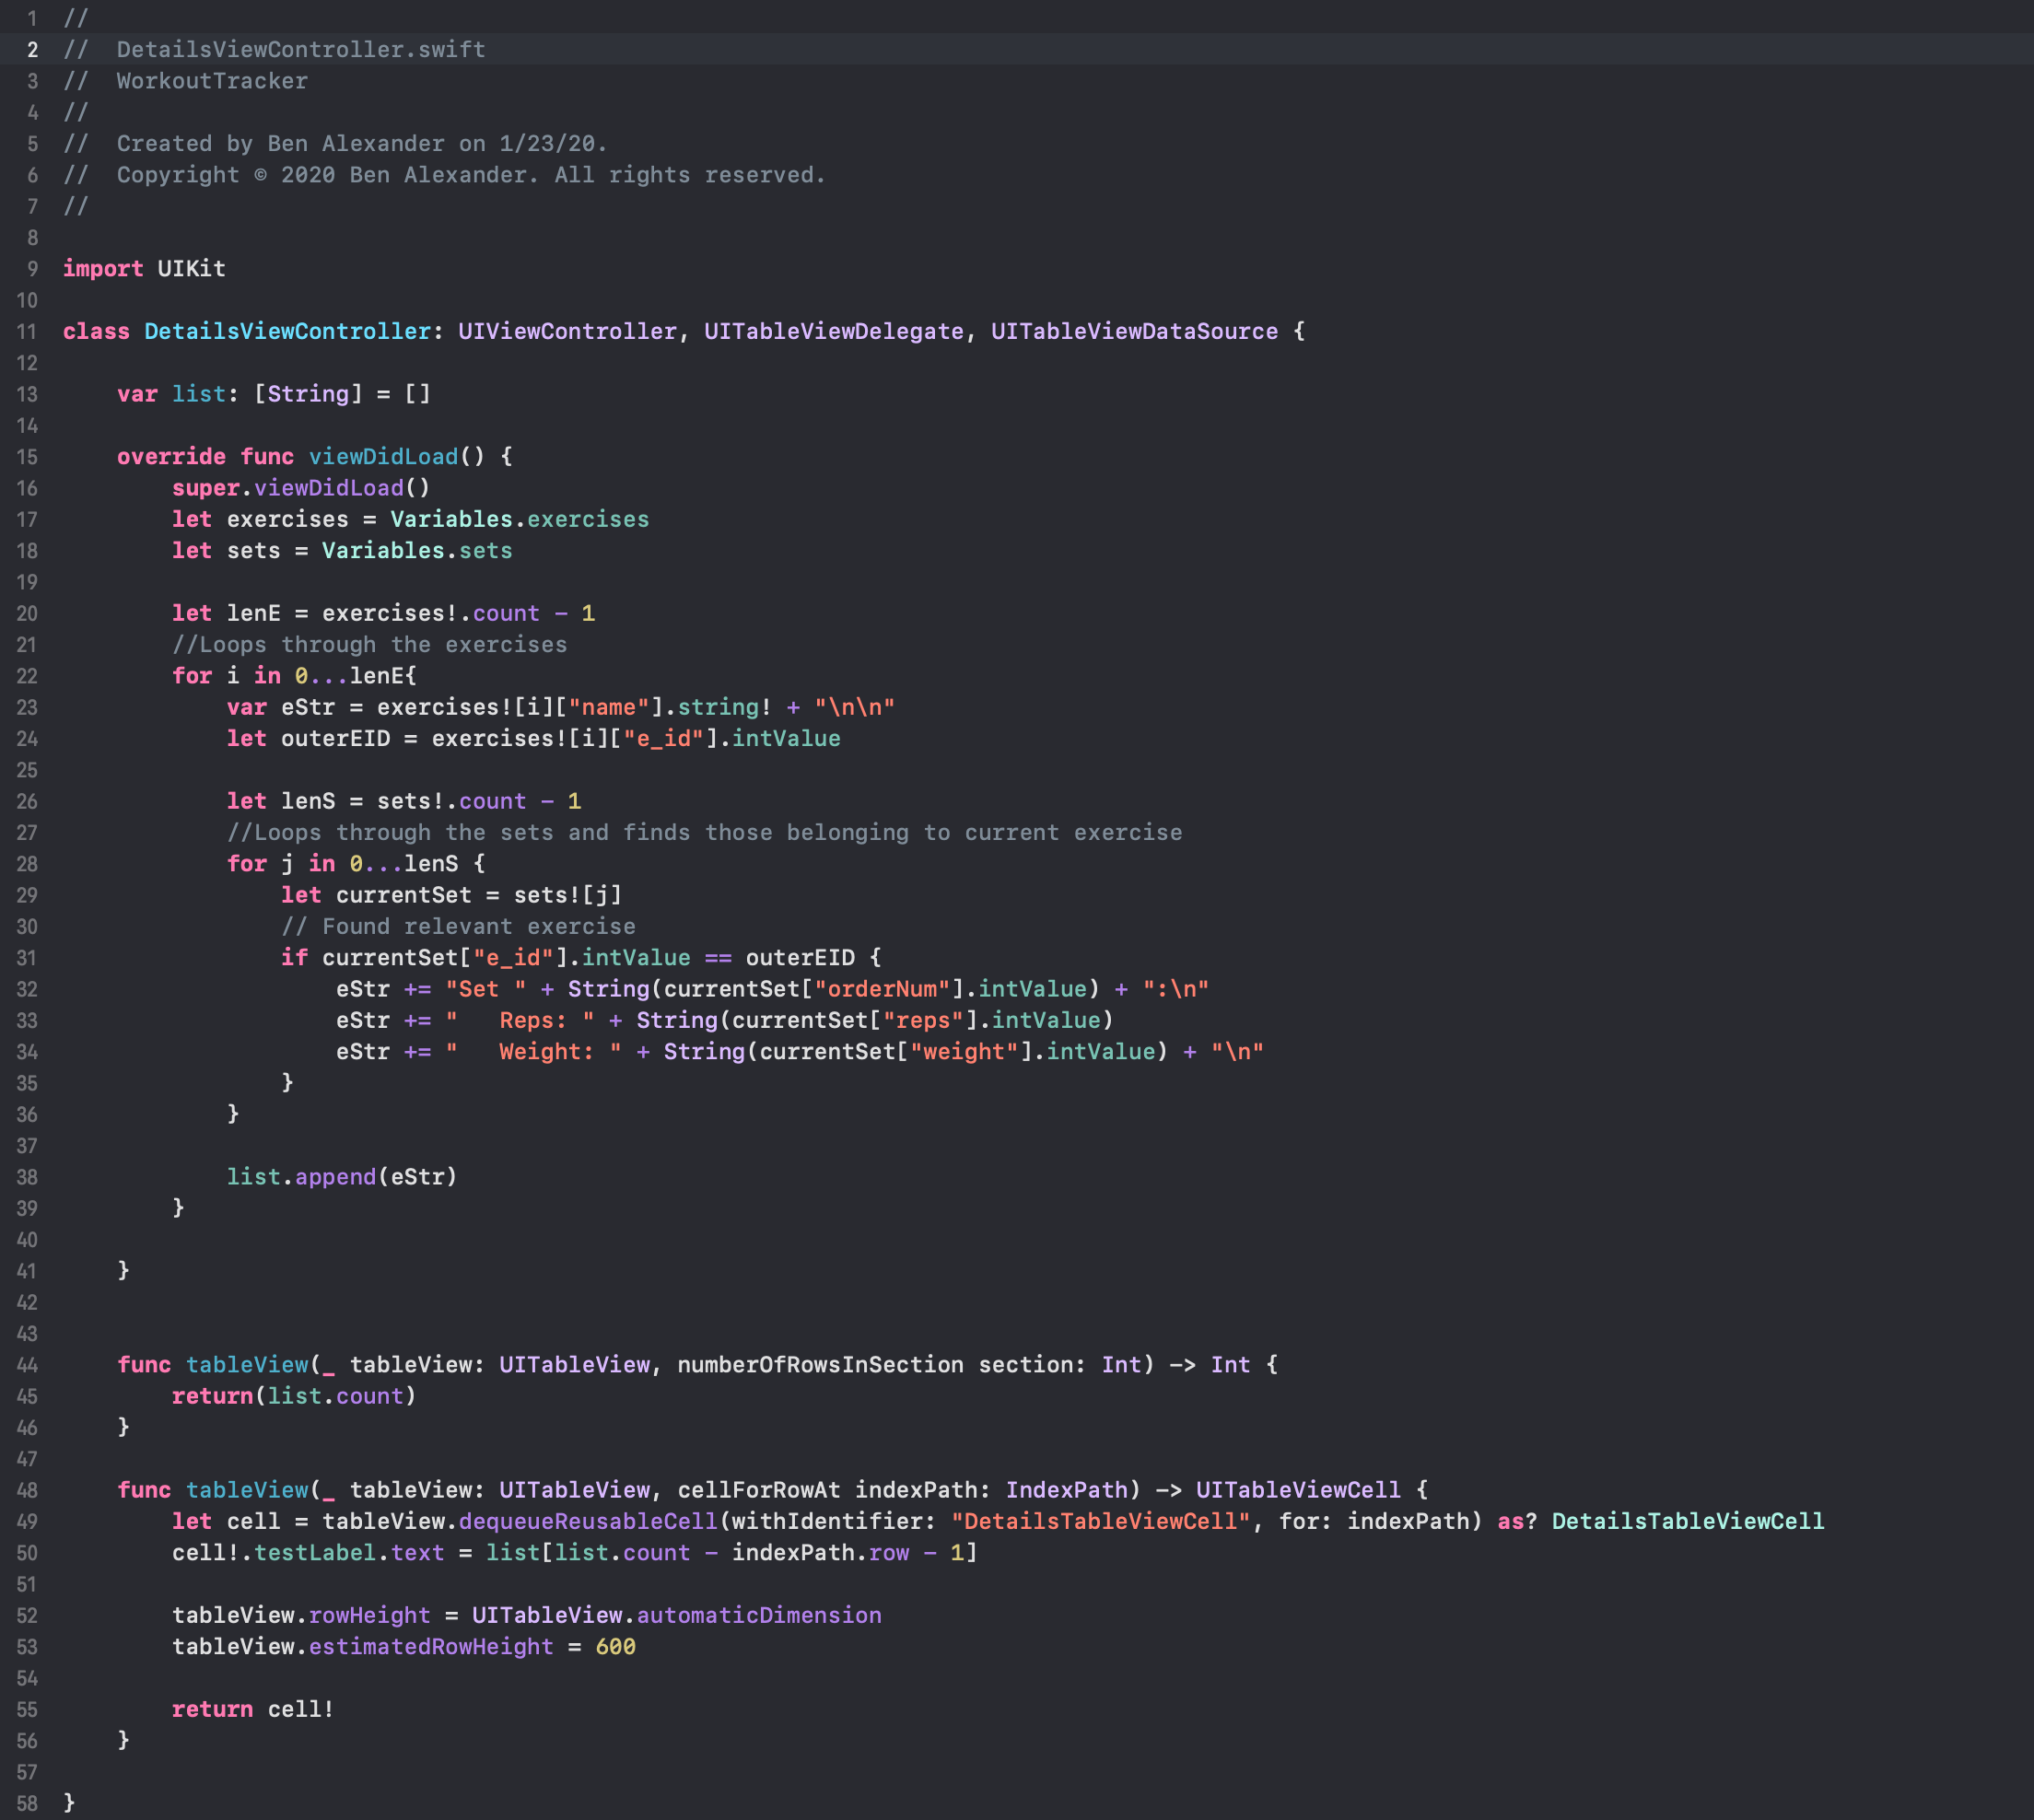 1 //
2 //  DetailsViewController.swift
3 //  WorkoutTracker
4 //
5 //  Created by Ben Alexander on 1/23/20.
6 //  Copyright © 2020 Ben Alexander. All rights reserved.
7 //
8
9 import UIKit
10
11 class DetailsViewController: UIViewController, UITableViewDelegate, UITableViewDataSource {
12
13     var list: [String] = []
14
15     override func viewDidLoad() {
16         super.viewDidLoad()
17         let exercises = Variables.exercises
18         let sets = Variables.sets
19
20         let lenE = exercises!.count - 1
21         //Loops through the exercises
22         for i in 0...lenE{
23             var eStr = exercises![i]["name"].string! + "\n\n"
24             let outerEID = exercises![i]["e_id"].intValue
25
26             let lenS = sets!.count - 1
27             //Loops through the sets and finds those belonging to current exercise
28             for j in 0...lenS {
29                 let currentSet = sets![j]
30                 // Found relevant exercise
31                 if currentSet["e_id"].intValue == outerEID {
32                     eStr += "Set " + String(currentSet["orderNum"].intValue) + ":\n"
33                     eStr += "   Reps: " + String(currentSet["reps"].intValue)
34                     eStr += "   Weight: " + String(currentSet["weight"].intValue) + "\n"
35                 }
36             }
37
38             list.append(eStr)
39         }
40
41     }
42
43
44     func tableView(_ tableView: UITableView, numberOfRowsInSection section: Int) -> Int {
45         return(list.count)
46     }
47
48     func tableView(_ tableView: UITableView, cellForRowAt indexPath: IndexPath) -> UITableViewCell {
49         let cell = tableView.dequeueReusableCell(withIdentifier: "DetailsTableViewCell", for: indexPath) as? DetailsTableViewCell
50         cell!.testLabel.text = list[list.count - indexPath.row - 1]
51
52         tableView.rowHeight = UITableView.automaticDimension
53         tableView.estimatedRowHeight = 600
54
55         return cell!
56     }
57
58 }